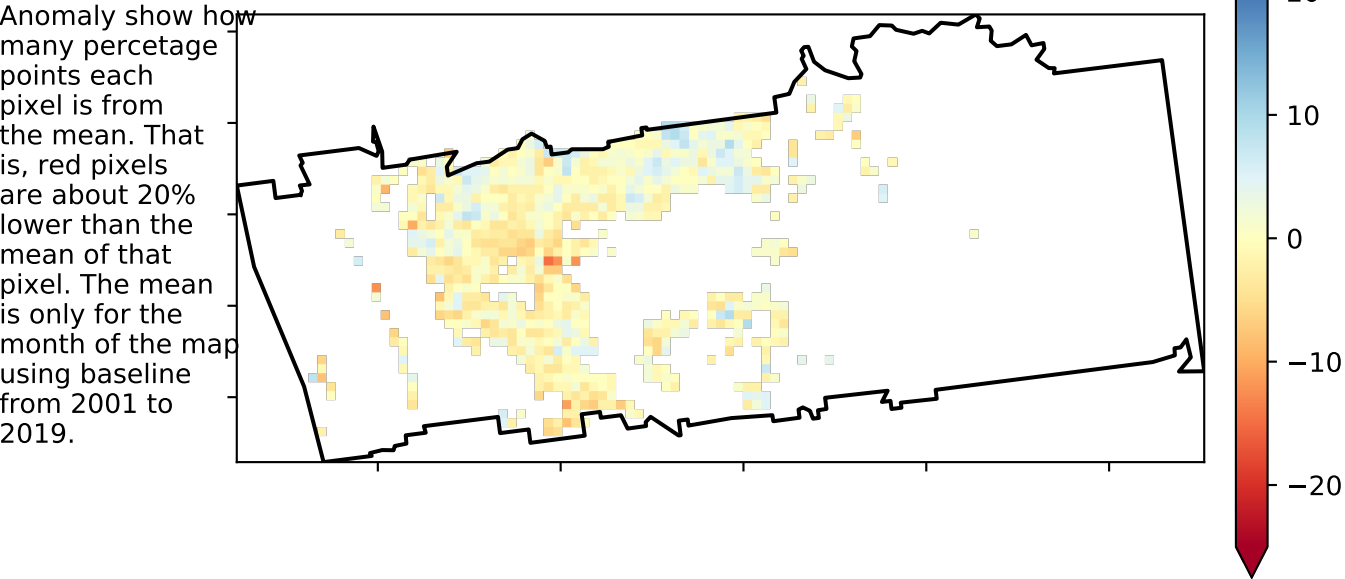 Anomaly show how
many percetage
points each
pixel is from
the mean. That
is, red pixels
are about 20%
lower than the
mean of that
pixel. The mean
is only for the
month of the map
using baseline
from 2001 to
2019.
10
0
−10
−20